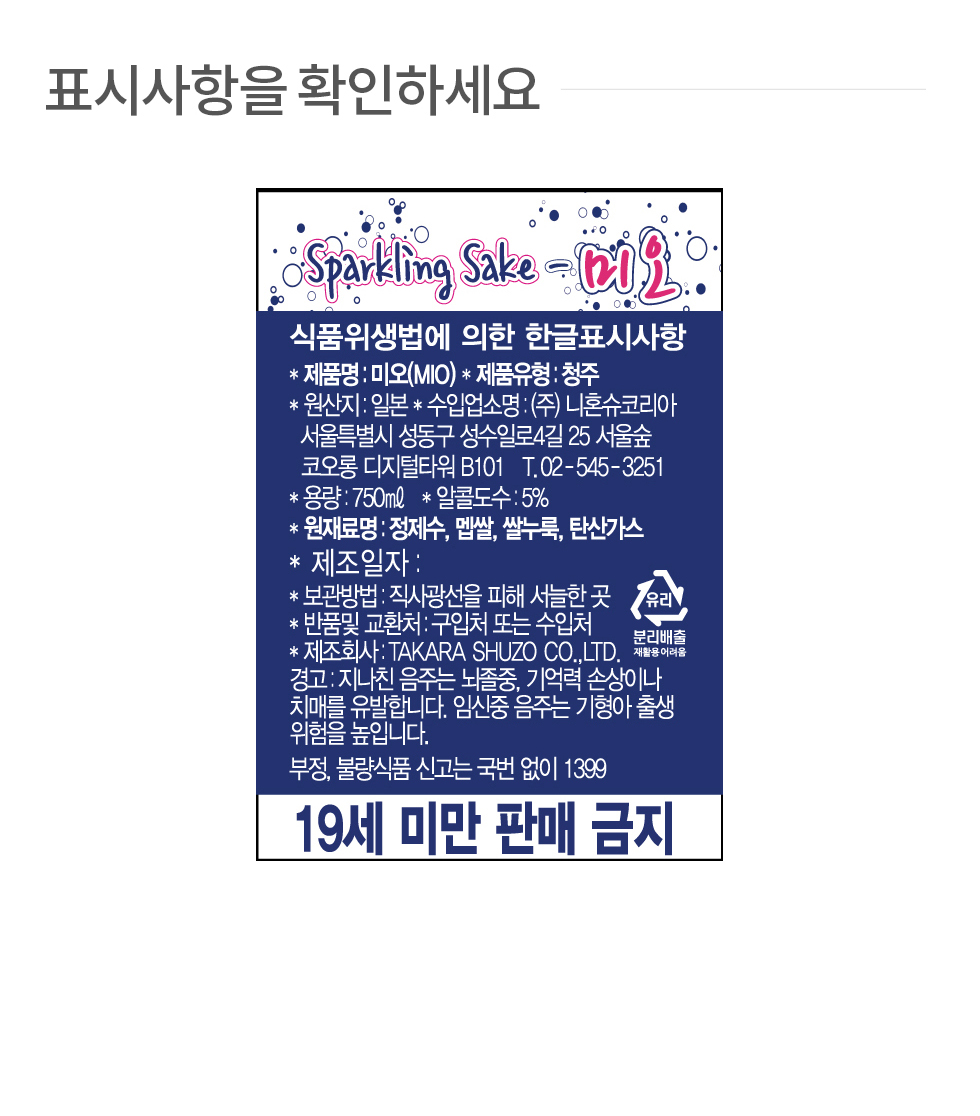 표시사항을 확인하세요
Sparkling Sake - 미오
식품위생법에 의한 한글표시사항
* 제품명 : 미오(MIO) * 제품유형 : 청주
* 원산지 : 일본 * 수입업소명 : (주) 니혼슈코리아
서울특별시 성동구 성수일로4길 25 서울숲
코오롱 디지털타워 B101 T. 02-545-3251
* 용량 : 750㎖ * 알콜도수 : 5%
* 원재료명 : 정제수, 멥쌀, 쌀누룩, 탄산가스
* 제조일자 :
* 보관방법 : 직사광선을 피해 서늘한 곳
* 반품및 교환처 : 구입처 또는 수입처
* 제조회사 : TAKARA SHUZO CO.,LTD.
유리
분리배출
재활용어려움
경고 : 지나친 음주는 뇌졸중, 기억력 손상이나
치매를 유발합니다. 임신중 음주는 기형아 출생
위험을 높입니다.
부정, 불량식품 신고는 국번 없이 1399
19세 미만 판매 금지